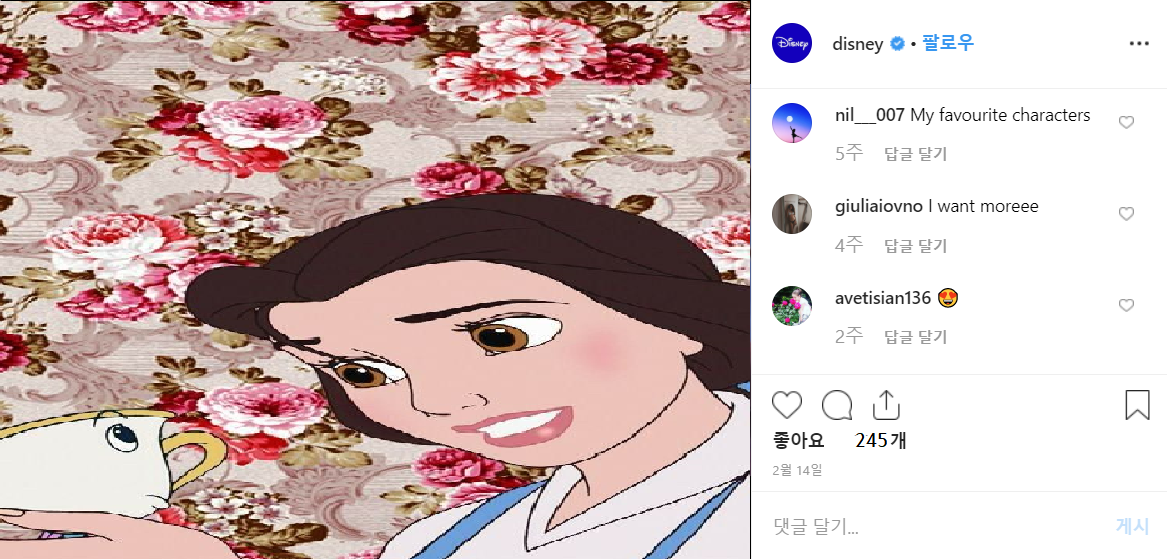 Disney
disney • 팔로우
nil___007 My favourite characters
5주 답글 달기
giuliaiovno I want moreee
4주 답글 달기
avetisian136 😍
2주 답글 달기
좋아요 245개
2월 14일
댓글 달기... 게시